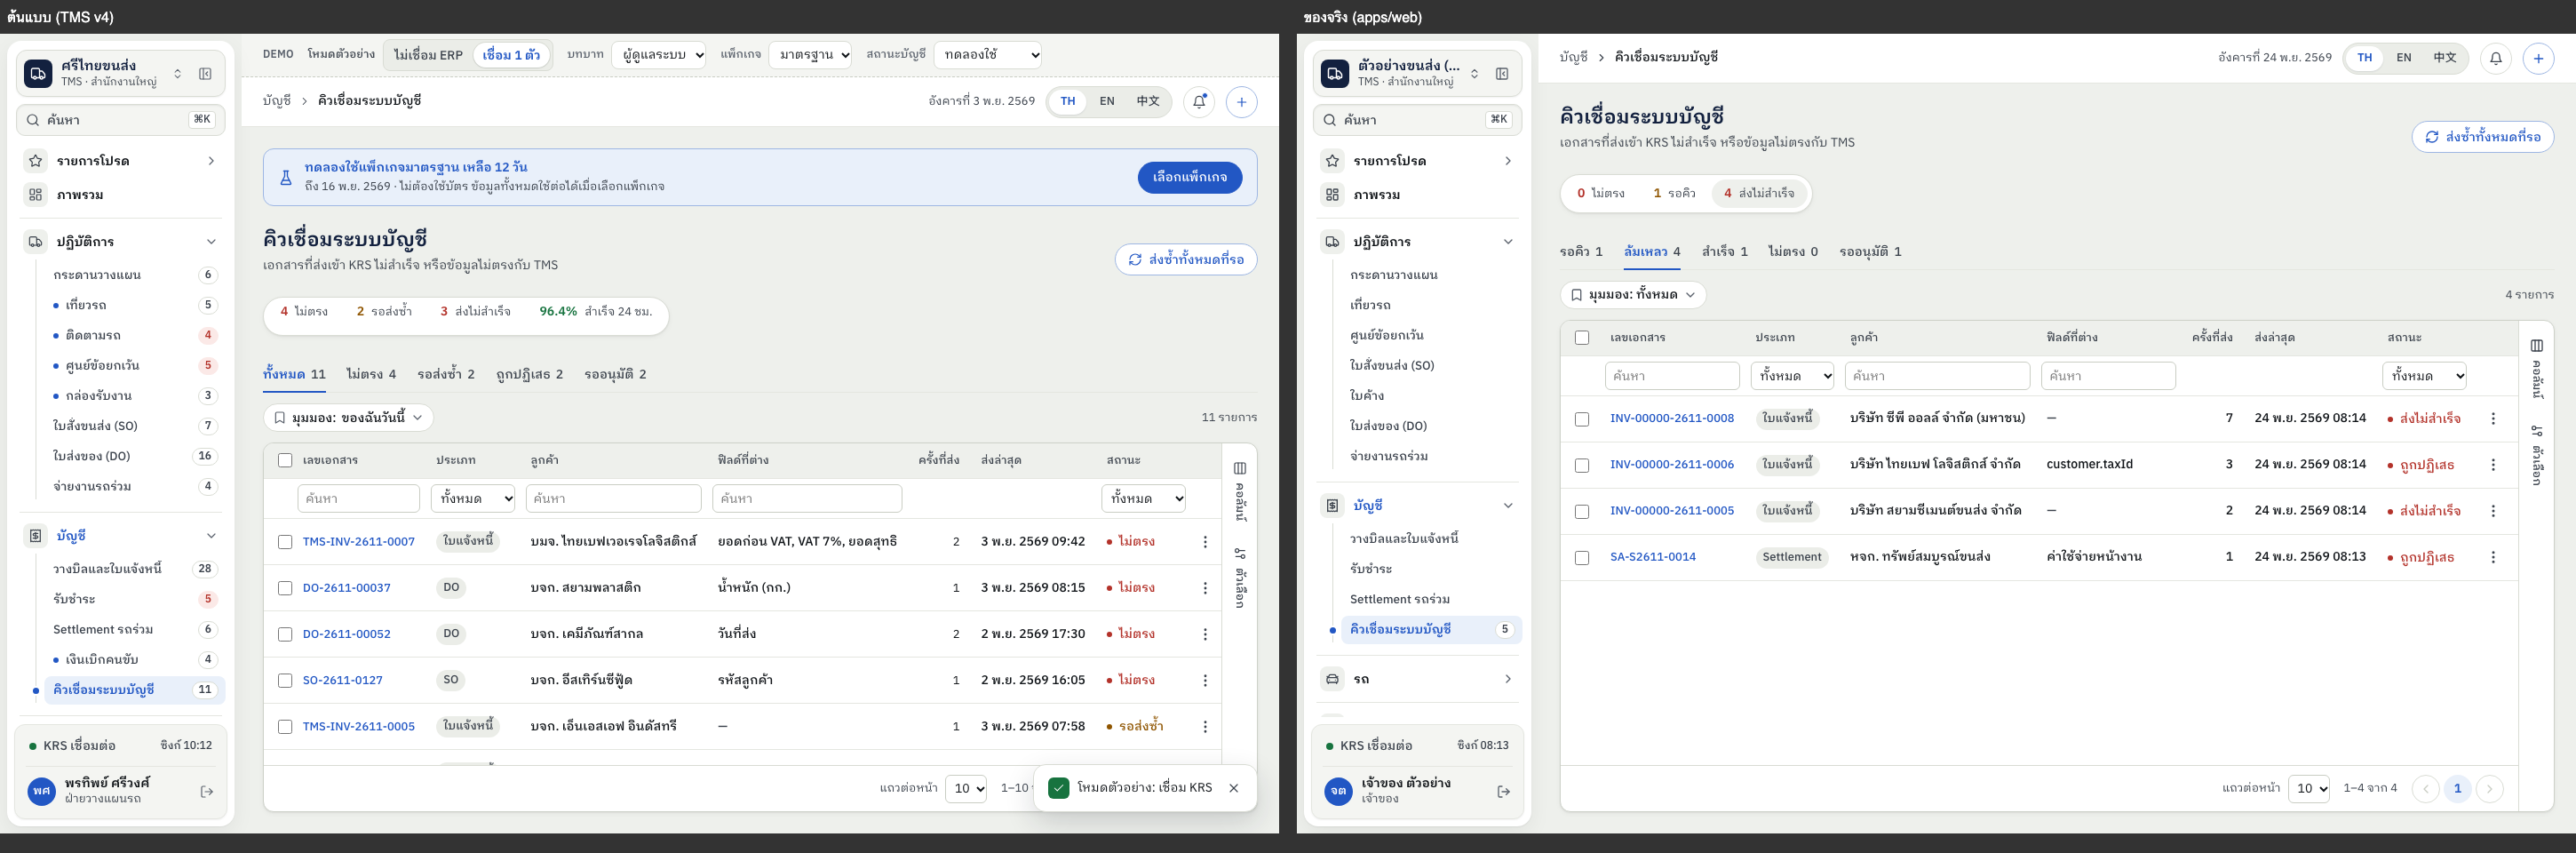 ต้นแบบ (TMS v4)
ศรีไทยขนส่ง
TMS · สำนักงานใหญ่
ค้นหา ⌘K
รายการโปรด
ภาพรวม
ปฏิบัติการ
กระดานวางแผน 6
เที่ยวรถ 5
ติดตามรถ 4
ศูนย์ข้อยกเว้น 5
กล่องรับงาน 3
ใบสั่งขนส่ง (SO) 7
ใบส่งของ (DO) 16
จ่ายงานรถร่วม 4
บัญชี
วางบิลและใบแจ้งหนี้ 28
รับชำระ 5
Settlement รถร่วม 6
เงินเบิกคนขับ 4
คิวเชื่อมระบบบัญชี 11
KRS เชื่อมต่อ ซิงก์ 10:12
พศ พรทิพย์ ศรีวงศ์
ฝ่ายวางแผนรถ
DEMO โหมดตัวอย่าง ไม่เชื่อม ERP เชื่อม 1 ตัว บทบาท ผู้ดูแลระบบ แพ็กเกจ มาตรฐาน สถานะบัญชี ทดลองใช้
บัญชี คิวเชื่อมระบบบัญชี อังคารที่ 3 พ.ย. 2569 TH EN 中文
ทดลองใช้แพ็กเกจมาตรฐาน เหลือ 12 วัน
ถึง 16 พ.ย. 2569 · ไม่ต้องใช้บัตร ข้อมูลทั้งหมดใช้ต่อได้เมื่อเลือกแพ็กเกจ
เลือกแพ็กเกจ
คิวเชื่อมระบบบัญชี
เอกสารที่ส่งเข้า KRS ไม่สำเร็จ หรือข้อมูลไม่ตรงกับ TMS
ส่งซ้ำทั้งหมดที่รอ
4 ไม่ตรง 2 รอส่งซ้ำ 3 ส่งไม่สำเร็จ 96.4% สำเร็จ 24 ชม.
ทั้งหมด 11 ไม่ตรง 4 รอส่งซ้ำ 2 ถูกปฏิเสธ 2 รออนุมัติ 2
มุมมอง: ของฉันวันนี้ 11 รายการ
เลขเอกสาร ประเภท ลูกค้า ฟิลด์ที่ต่าง ครั้งที่ส่ง ส่งล่าสุด สถานะ
ค้นหา ทั้งหมด ค้นหา ค้นหา ทั้งหมด
TMS-INV-2611-0007 ใบแจ้งหนี้ บมจ. ไทยเบฟเวอเรจโลจิสติกส์ ยอดก่อน VAT, VAT 7%, ยอดสุทธิ 2 3 พ.ย. 2569 09:42 ไม่ตรง
DO-2611-00037 DO บจก. สยามพลาสติก น้ำหนัก (กก.) 1 3 พ.ย. 2569 08:15 ไม่ตรง
DO-2611-00052 DO บจก. เคมีภัณฑ์สากล วันที่ส่ง 2 2 พ.ย. 2569 17:30 ไม่ตรง
SO-2611-0127 SO บจก. อีสเทิร์นซีฟู้ด รหัสลูกค้า 1 2 พ.ย. 2569 16:05 ไม่ตรง
TMS-INV-2611-0005 ใบแจ้งหนี้ บจก. เอ็นเอสเอฟ อินดัสทรี — 1 3 พ.ย. 2569 07:58 รอส่งซ้ำ
คอลัมน์
ตัวเลือก
แถวต่อหน้า 10 1–10
โหมดตัวอย่าง: เชื่อม KRS
ของจริง (apps/web)
ตัวอย่างขนส่ง (...
TMS · สำนักงานใหญ่
ค้นหา ⌘K
รายการโปรด
ภาพรวม
ปฏิบัติการ
กระดานวางแผน
เที่ยวรถ
ศูนย์ข้อยกเว้น
ใบสั่งขนส่ง (SO)
ใบค้าง
ใบส่งของ (DO)
จ่ายงานรถร่วม
บัญชี
วางบิลและใบแจ้งหนี้
รับชำระ
Settlement รถร่วม
คิวเชื่อมระบบบัญชี 5
รถ
KRS เชื่อมต่อ ซิงก์ 08:13
จต เจ้าของ ตัวอย่าง
เจ้าของ
บัญชี คิวเชื่อมระบบบัญชี อังคารที่ 24 พ.ย. 2569 TH EN 中文
คิวเชื่อมระบบบัญชี
เอกสารที่ส่งเข้า KRS ไม่สำเร็จ หรือข้อมูลไม่ตรงกับ TMS
ส่งซ้ำทั้งหมดที่รอ
0 ไม่ตรง 1 รอคิว 4 ส่งไม่สำเร็จ
รอคิว 1 ล้มเหลว 4 สำเร็จ 1 ไม่ตรง 0 รออนุมัติ 1
มุมมอง: ทั้งหมด 4 รายการ
เลขเอกสาร ประเภท ลูกค้า ฟิลด์ที่ต่าง ครั้งที่ส่ง ส่งล่าสุด สถานะ
ค้นหา ทั้งหมด ค้นหา ค้นหา ทั้งหมด
INV-00000-2611-0008 ใบแจ้งหนี้ บริษัท ซีพี ออลล์ จำกัด (มหาชน) — 7 24 พ.ย. 2569 08:14 ส่งไม่สำเร็จ
INV-00000-2611-0006 ใบแจ้งหนี้ บริษัท ไทยเบฟ โลจิสติกส์ จำกัด customer.taxId 3 24 พ.ย. 2569 08:14 ถูกปฏิเสธ
INV-00000-2611-0005 ใบแจ้งหนี้ บริษัท สยามซีเมนต์ขนส่ง จำกัด — 2 24 พ.ย. 2569 08:14 ส่งไม่สำเร็จ
SA-S2611-0014 Settlement หจก. ทรัพย์สมบูรณ์ขนส่ง ค่าใช้จ่ายหน้างาน 1 24 พ.ย. 2569 08:13 ถูกปฏิเสธ
คอลัมน์
ตัวเลือก
แถวต่อหน้า 10 1–4 จาก 4 1